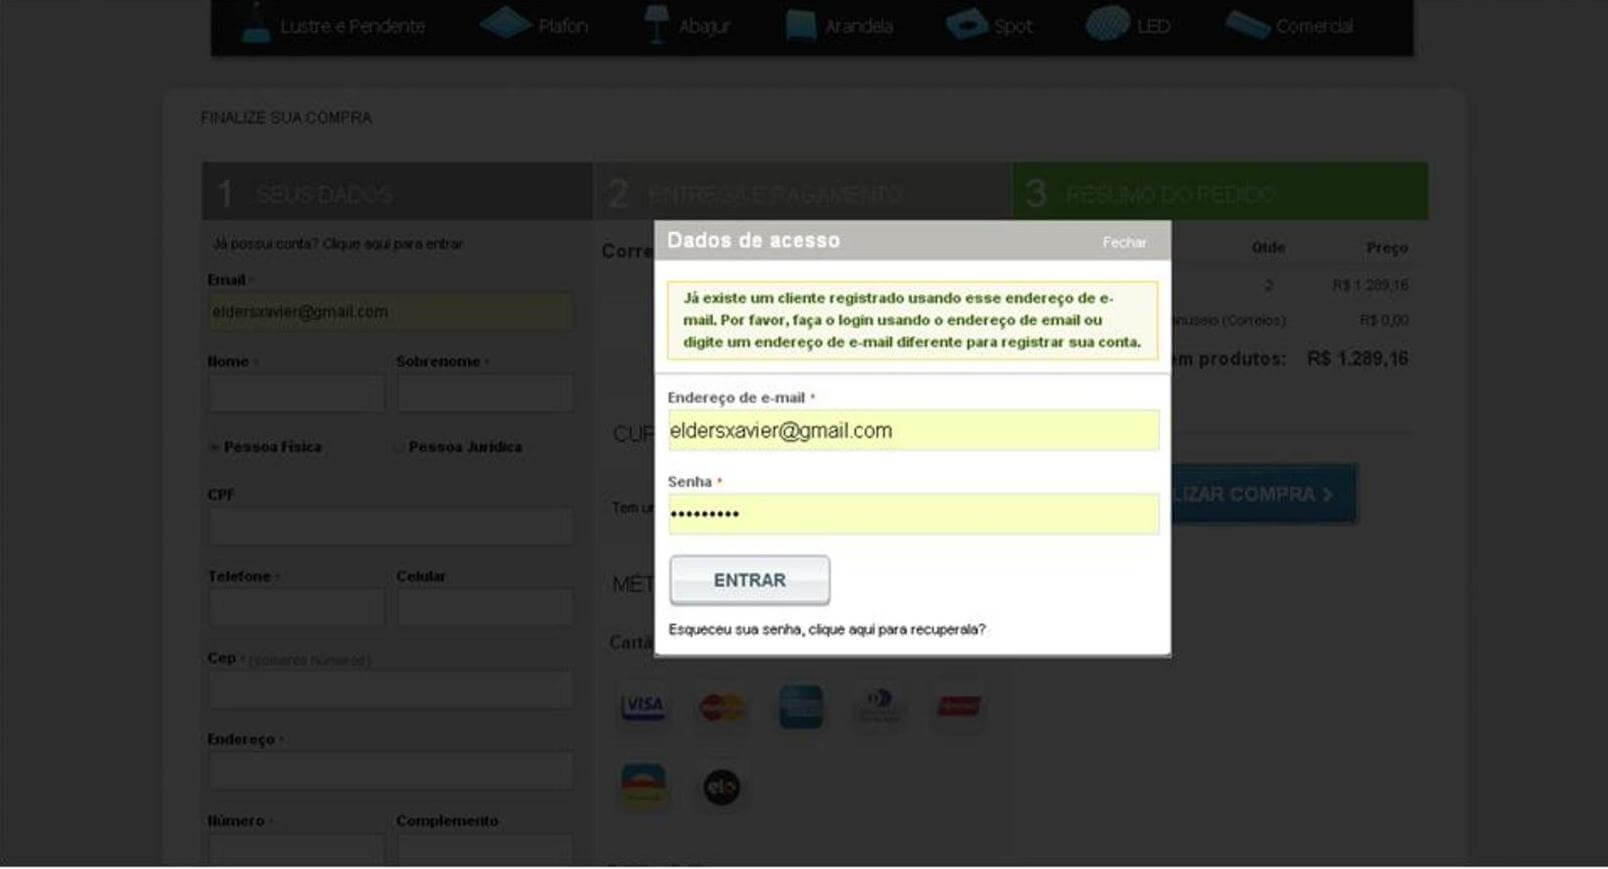 Lustre e Pendente
Plafon
Abajur
Arandela
Spot
LED
Comercial
FINALIZE SUA COMPRA
1 SEUS DADOS
2 ENTREGA E PAGAMENTO
3 RESUMO DO PEDIDO
Já possui conta? Clique aqui para entrar
Email *
eldersxavier@gmail.com
Nome *
Sobrenome *
Pessoa Física
Pessoa Jurídica
CPF
Telefone *
Celular
Cep * (somente números)
Endereço *
Número *
Complemento
Corre
CUP
Tem u
MÉT
Cartã
VISA
MasterCard
elo
Dados de acesso
Fechar
Já existe um cliente registrado usando esse endereço de e-
mail. Por favor, faça o login usando o endereço de email ou
digite um endereço de e-mail diferente para registrar sua conta.
Endereço de e-mail *
eldersxavier@gmail.com
Senha *
•••••••••
ENTRAR
Esqueceu sua senha, clique aqui para recuperala?
Qtde Preço
2 R$ 1.289,16
nuseio (Correios) R$ 0,00
em produtos: R$ 1.289,16
LIZAR COMPRA >